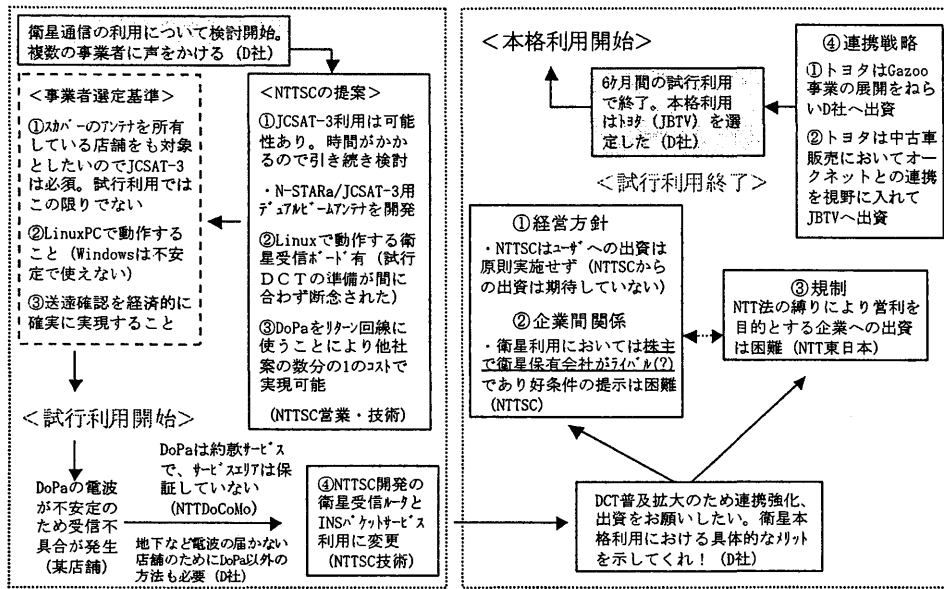 衛星通信の利用について検討開始。
複数の事業者に声をかける（D社）
＜事業者選定基準＞
①ｽｶﾊﾟｰのｱﾝﾃﾅを所有
している店舗をも対象
としたいのでJCSAT-3
は必須。試行利用では
この限りでない
②LinuxPCで動作する
こと（Windowsは不安
定で使えない）
③送達確認を経済的に
確実に実現すること
＜NTTSCの提案＞
①JCSAT-3利用は可能
性あり。時間がかか
るので引き続き検討
・N-STARa/JCSAT-3用
ﾃﾞｭｱﾙﾋﾞｰﾑｱﾝﾃﾅを開発
②Linuxで動作する衛
星受信ﾎﾞｰﾄﾞ有（試行
ＤＣＴの準備が間に
合わず断念された）
③DoPaをﾘﾀｰﾝ回線に
使うことにより他社
案の数分の1のｺｽﾄで
実現可能
（NTTSC営業・技術）
＜試行利用開始＞
DoPaの電波
が不安定の
ため受信不
具合が発生
（某店舗）
DoPaは約款サービス
で、ｻｰﾋﾞｽｴﾘｱは保
証していない
（NTTDoCoMo）
地下など電波の届かない
店舗のためにDoPa以外の
方法も必要（D社）
④NTTSC開発の
衛星受信ﾙｰﾀと
INSﾊﾟｹｯﾄｻｰﾋﾞｽ
利用に変更
（NTTSC技術）
＜本格利用開始＞
6ｹ月間の試行利用
で終了。本格利用
はﾄﾖﾀ（JBTV）を選
定した（D社）
④連携戦略
①トヨタはGazoo
事業の展開をねら
いD社へ出資
②トヨタは中古車
販売においてオー
クネットとの連携
を視野に入れて
JBTVへ出資
＜試行利用終了＞
①経営方針
・NTTSCはﾕｰｻﾞへの出資は
原則実施せず（NTTSCから
の出資は期待していない）
②企業間関係
・衛星利用においては株主
で衛星保有会社がﾗｲﾊﾞﾙ(?)
であり好条件の提示は困難
（NTTSC）
③規制
NTT法の縛りにより営利を
目的とする企業への出資
は困難（NTT東日本）
DCT普及拡大のため連携強化、
出資をお願いしたい。衛星本
格利用における具体的なﾒﾘｯﾄ
を示してくれ！（D社）